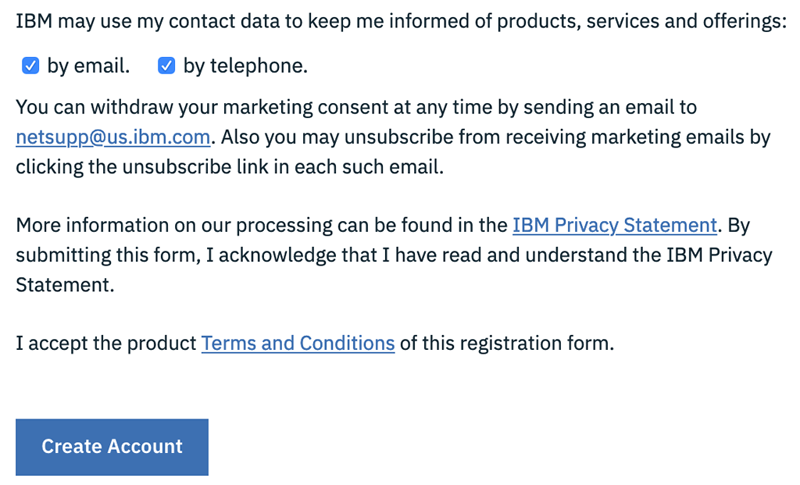 IBM may use my contact data to keep me informed of products, services and offerings:
by email. by telephone.
You can withdraw your marketing consent at any time by sending an email to
netsupp@us.ibm.com. Also you may unsubscribe from receiving marketing emails by
clicking the unsubscribe link in each such email.
More information on our processing can be found in the IBM Privacy Statement. By
submitting this form, I acknowledge that I have read and understand the IBM Privacy
Statement.
I accept the product Terms and Conditions of this registration form.
Create Account